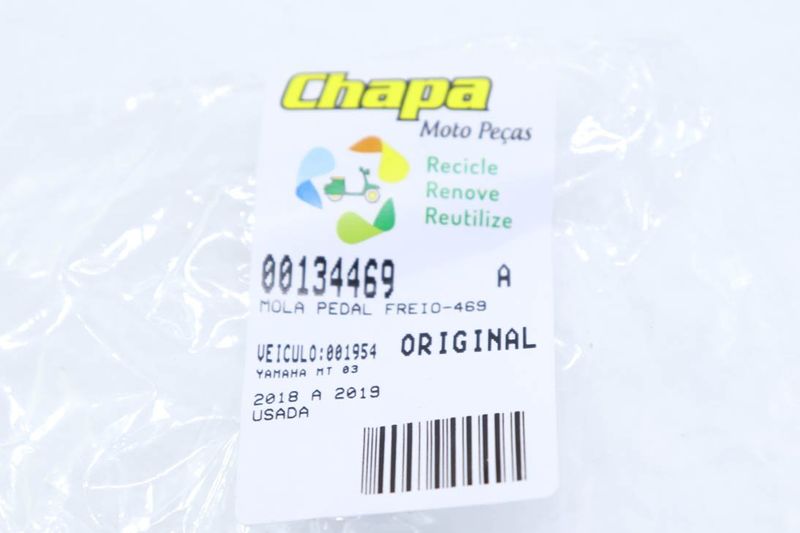 Chapa
Moto Peças
Recicle
Renove
Reutilize
00134469 A
MOLA PEDAL FREIO-469
VEICULO:001954 ORIGINAL
YAMAHA MT 03
2018 A 2019
USADA